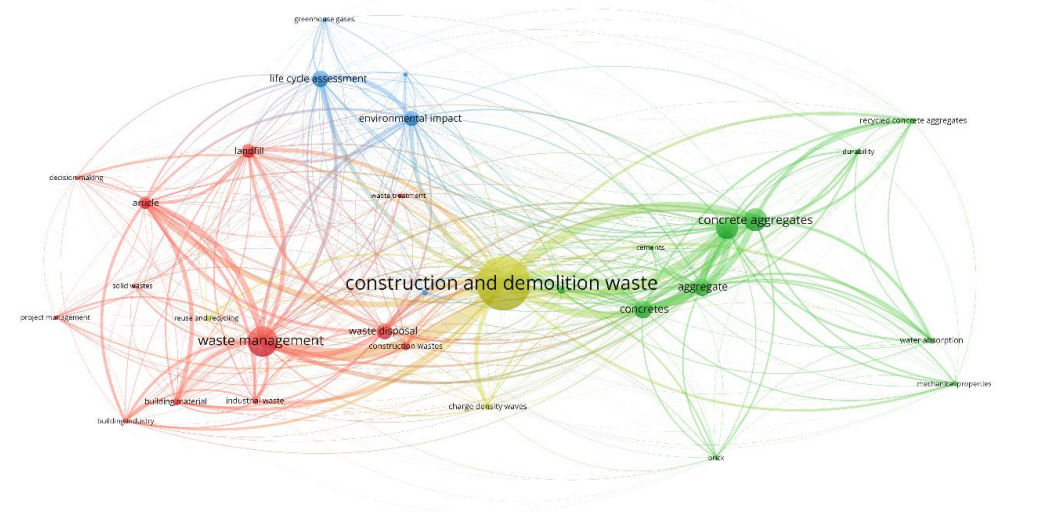 greenhouse gases
life cycle assessment
environmental impact
recycled concrete aggregates
landfill
durability
decision making
waste treatment
article
concrete aggregates
cements
construction and demolition waste
solid wastes
aggregate
concretes
project management
reuse and recycling
waste disposal
waste management
construction wastes
water absorption
mechanical properties
building material
industrial waste
charge density waves
building industry
brick